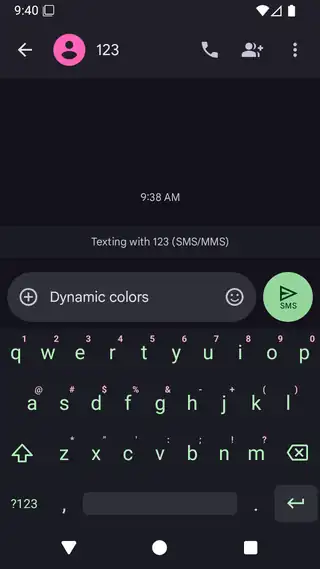 9:40
123
9:38 AM
Texting with 123 (SMS/MMS)
Dynamic colors
SMS
1 2 3 4 5 6 7 8 9 0
q w e r t y u i o p
@ # $ % & - + ( )
a s d f g h j k l
* " ' : ; ! ?
z x c v b n m
?123 , .